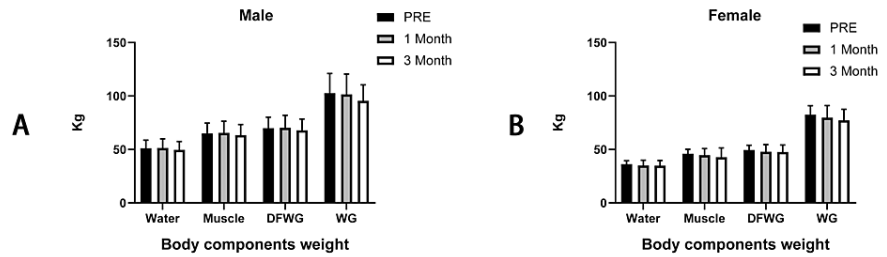 Male
PRE
1 Month
3 Month
150
100
50
0
Kg
A
Water Muscle DFWG WG
Body components weight
Female
PRE
1 Month
3 Month
150
100
50
0
Kg
B
Water Muscle DFWG WG
Body components weight